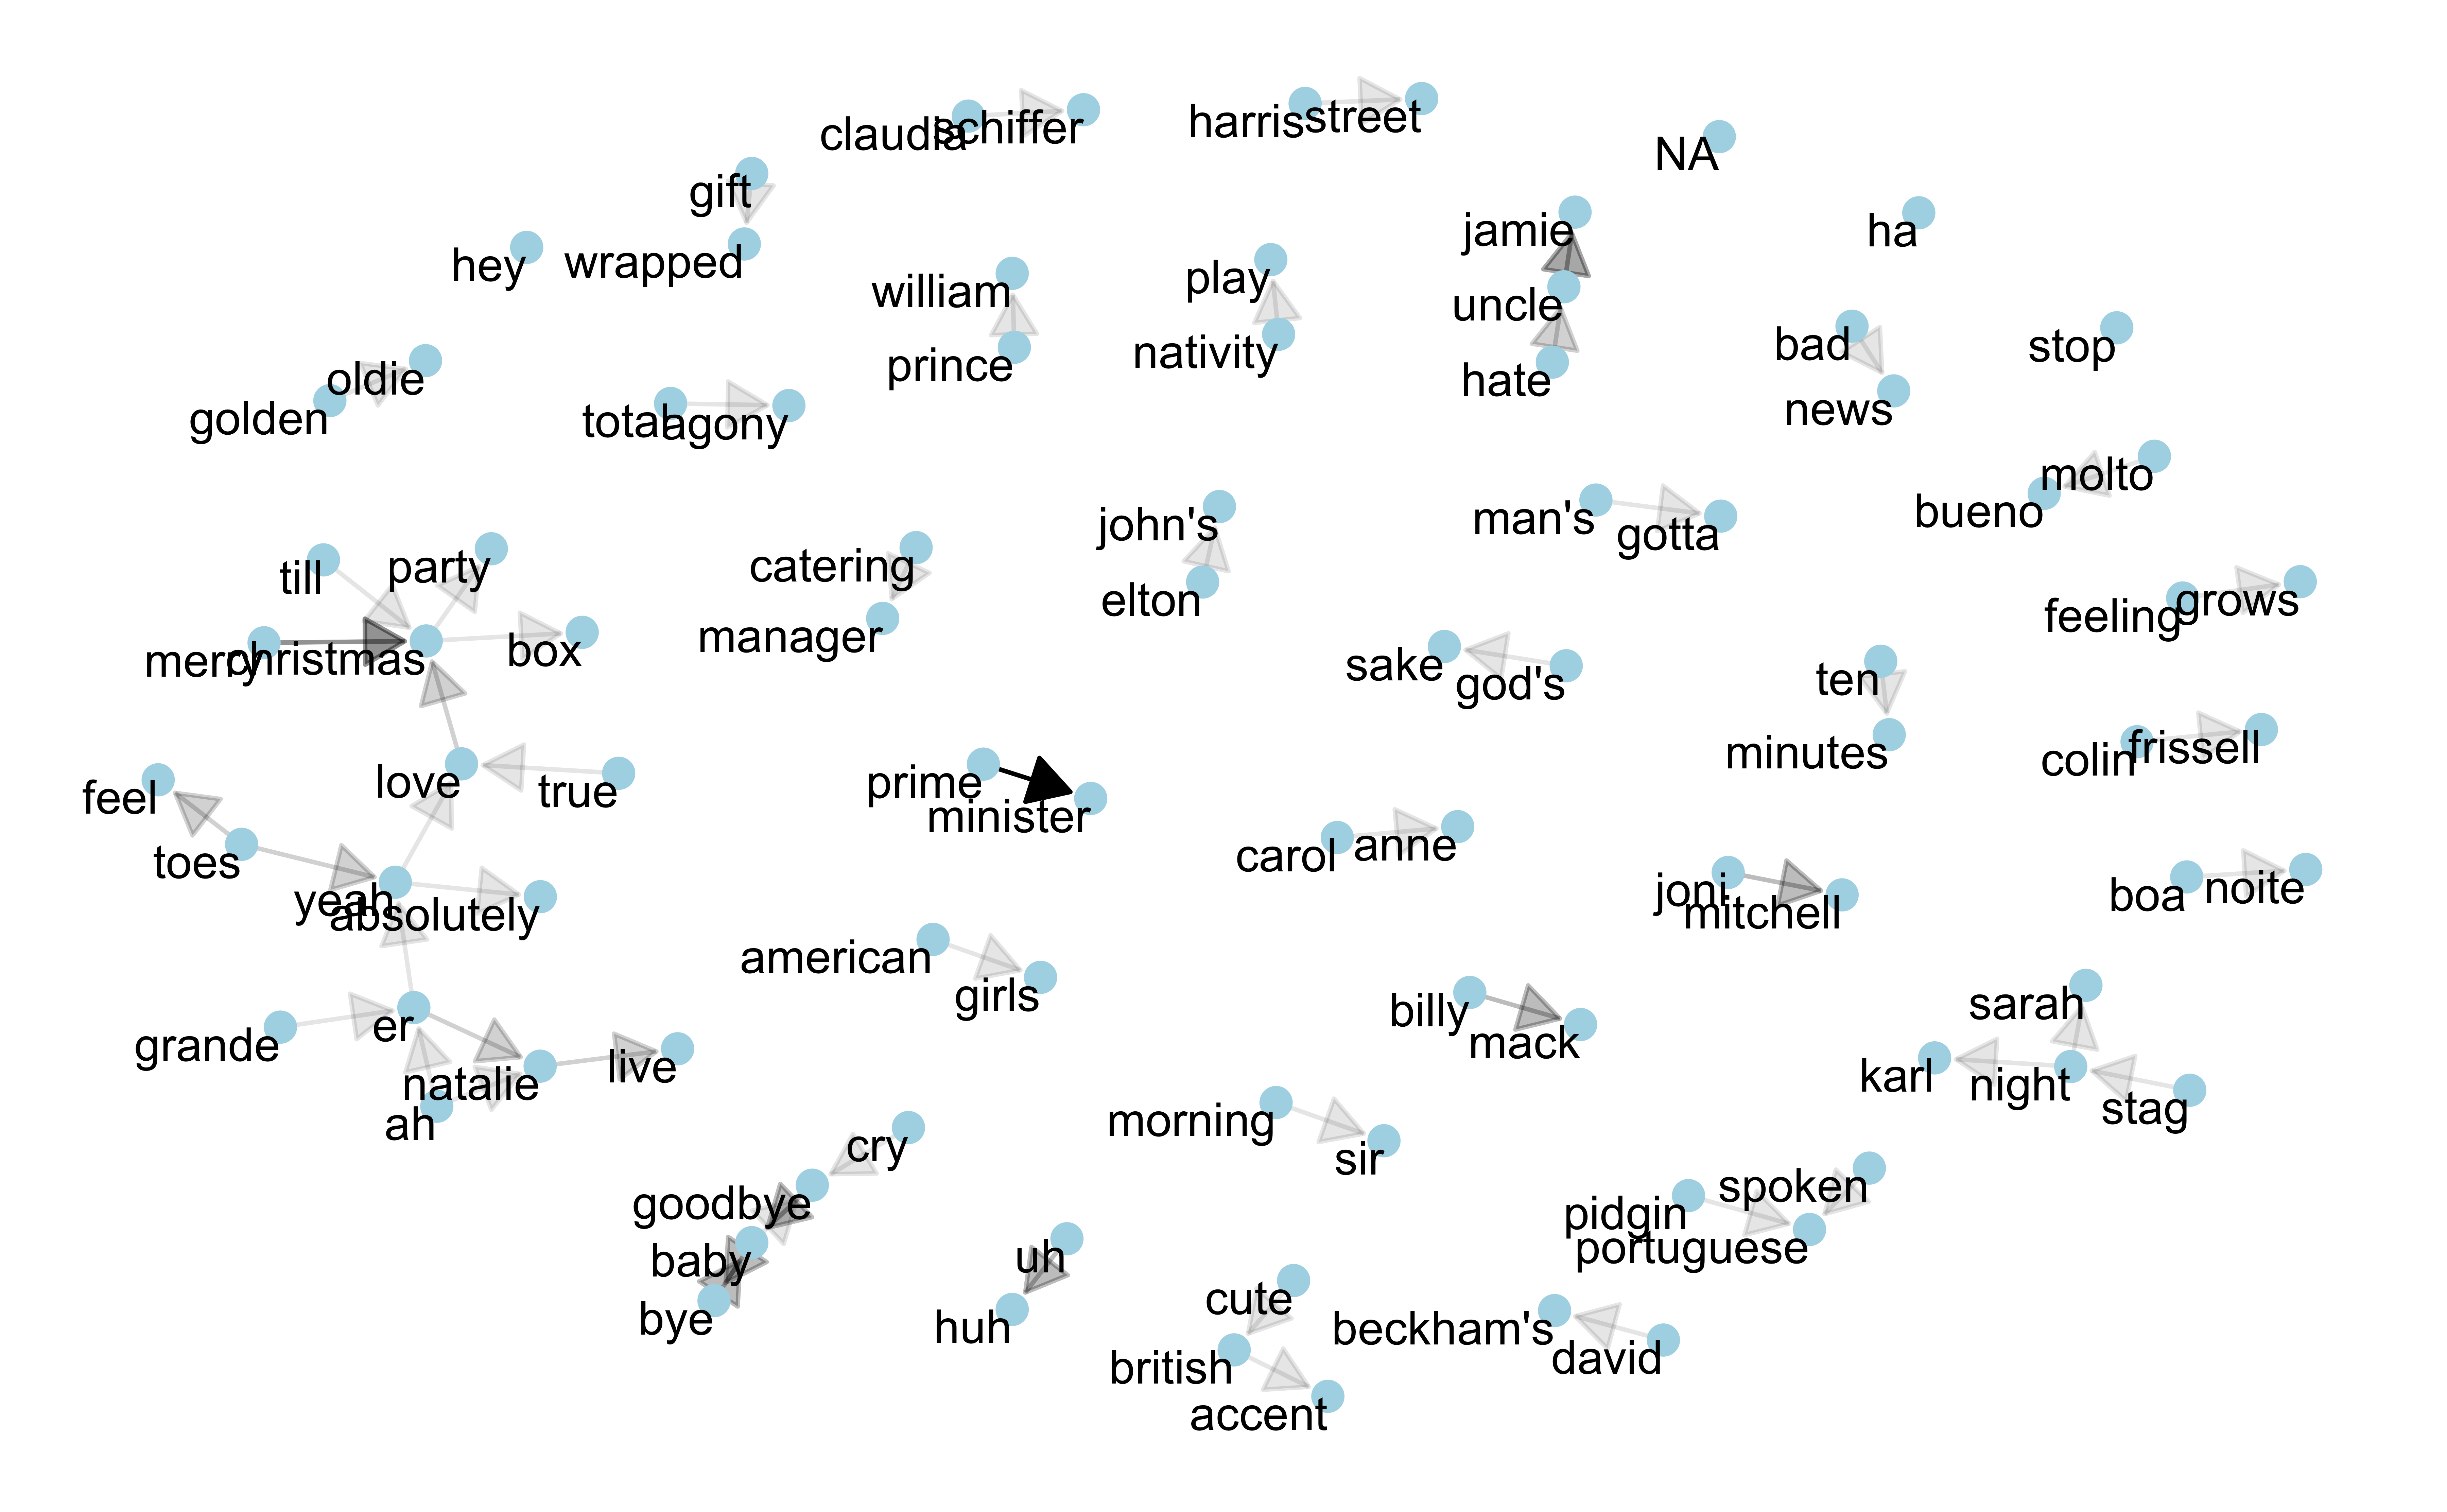 claudia
schiffer
harris
street
NA
gift
jamie
ha
hey
wrapped
william
play
uncle
bad
stop
prince
nativity
hate
news
oldie
golden
total
agony
molto
bueno
john's
man's
gotta
till
party
catering
elton
feeling
grows
merry
christmas
box
manager
sake
god's
ten
minutes
colin
frissell
feel
love
true
prime
minister
toes
carol
anne
yeah
absolutely
joni
mitchell
boa
noite
american
girls
billy
mack
sarah
grande
er
natalie
live
karl
night
stag
ah
morning
sir
cry
goodbye
spoken
pidgin
portuguese
baby
bye
uh
huh
cute
british
accent
beckham's
david